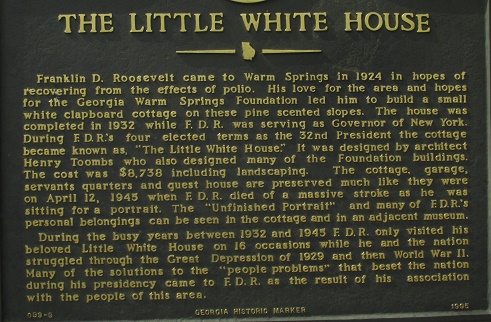 THE LITTLE WHITE HOUSE
Franklin D. Roosevelt came to Warm Springs in 1924 in hopes of
recovering from the effects of polio. His love for the area and hopes
for the Georgia Warm Springs Foundation led him to build a small
white clapboard cottage on these pine scented slopes. The house was
completed in 1932 while F.D.R. was serving as Governor of New York.
During F.D.R.'s four elected terms as the 32nd President the cottage
became known as, "The Little White House." It was designed by architect
Henry Toombs who also designed many of the Foundation buildings.
The cost was $8,738 including landscaping. The cottage, garage,
servants quarters and guest house are preserved much like they were
on April 12, 1945 when F.D.R. died of a massive stroke as he was
sitting for a portrait. The "Unfinished Portrait" and many of F.D.R.'s
personal belongings can be seen in the cottage and in an adjacent museum.
During the busy years between 1932 and 1945 F.D.R. only visited his
beloved Little White House on 16 occasions while he and the nation
struggled through the Great Depression of 1929 and then World War II.
Many of the solutions to the "people problems" that beset the nation
during his presidency came to F.D.R. as the result of his association
with the people of this area.
GEORGIA HISTORIC MARKER